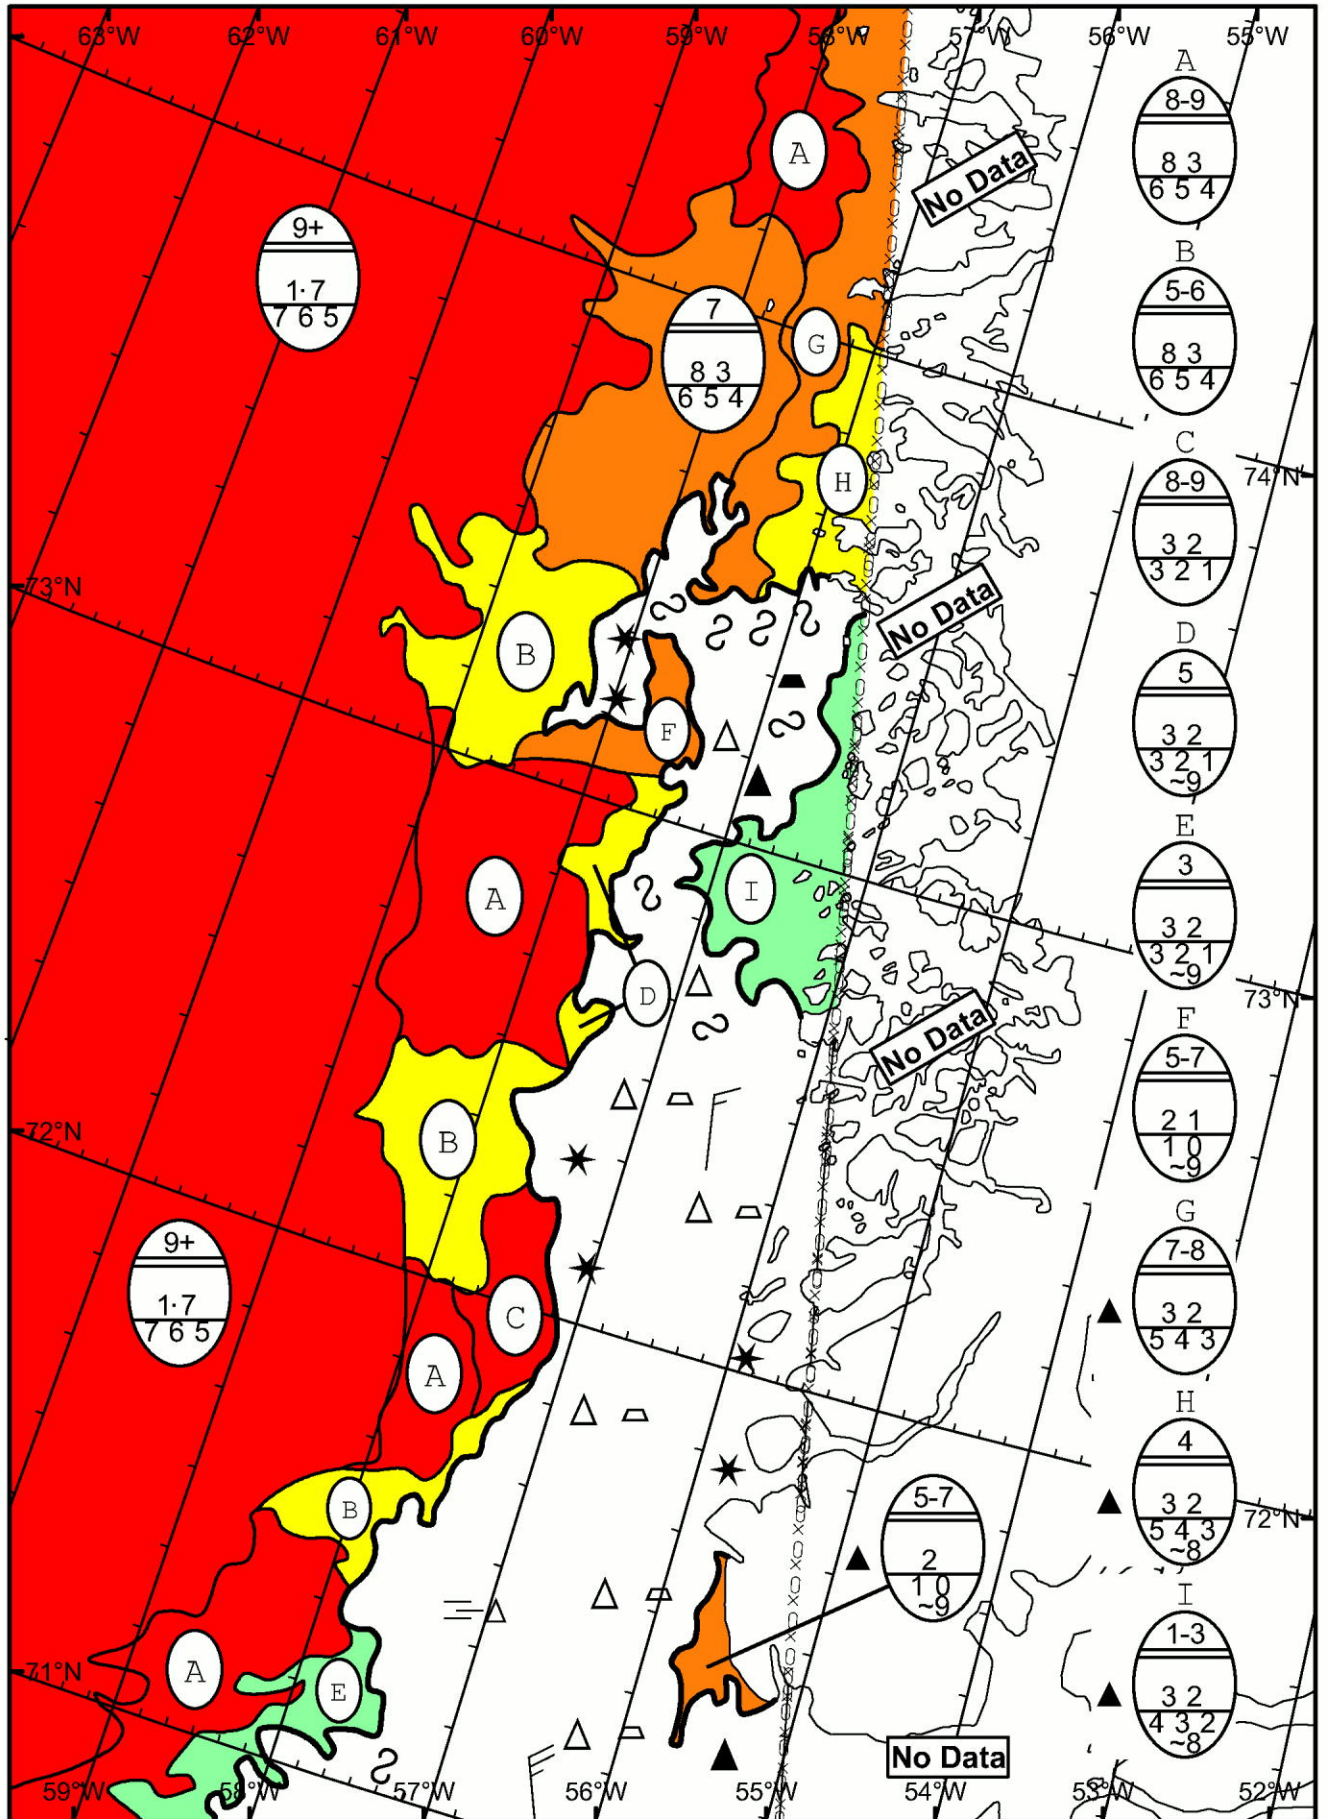 63°W 62°W 61°W 60°W 59°W 58°W 57°W 56°W 55°W
A
8-9
8 3
6 5 4
A
No Data
9+
1·7
7 6 5
B
5-6
8 3
6 5 4
7
8 3
6 5 4
G
H
C
8-9
3 2
3 2 1
74°N
73°N
No Data
B
F
D
5
3 2
3 2 1
~9
A
I
E
3
3 2
3 2 1
~9
D
73°N
No Data
F
5-7
2 1
1 0
~9
72°N
B
G
7-8
3 2
5 4 3
9+
1·7
7 6 5
C
A
H
4
3 2
5 4 3
~8
72°N
B
5-7
2
1 0
~9
I
1-3
3 2
4 3 2
~8
71°N
A
E
No Data
59°W 58°W 57°W 56°W 55°W 54°W 53°W 52°W